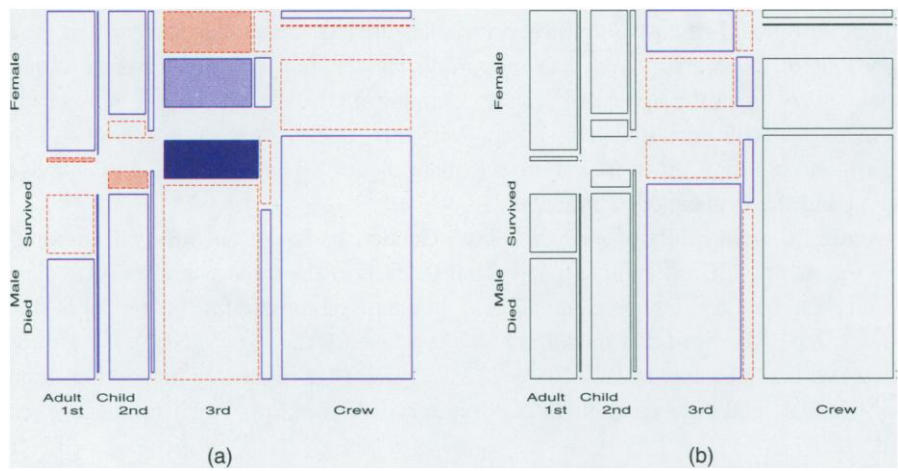 Female
Survived
Male
Died
Adult Child
1st 2nd 3rd Crew
(a)
Female
Survived
Male
Died
Adult Child
1st 2nd 3rd Crew
(b)